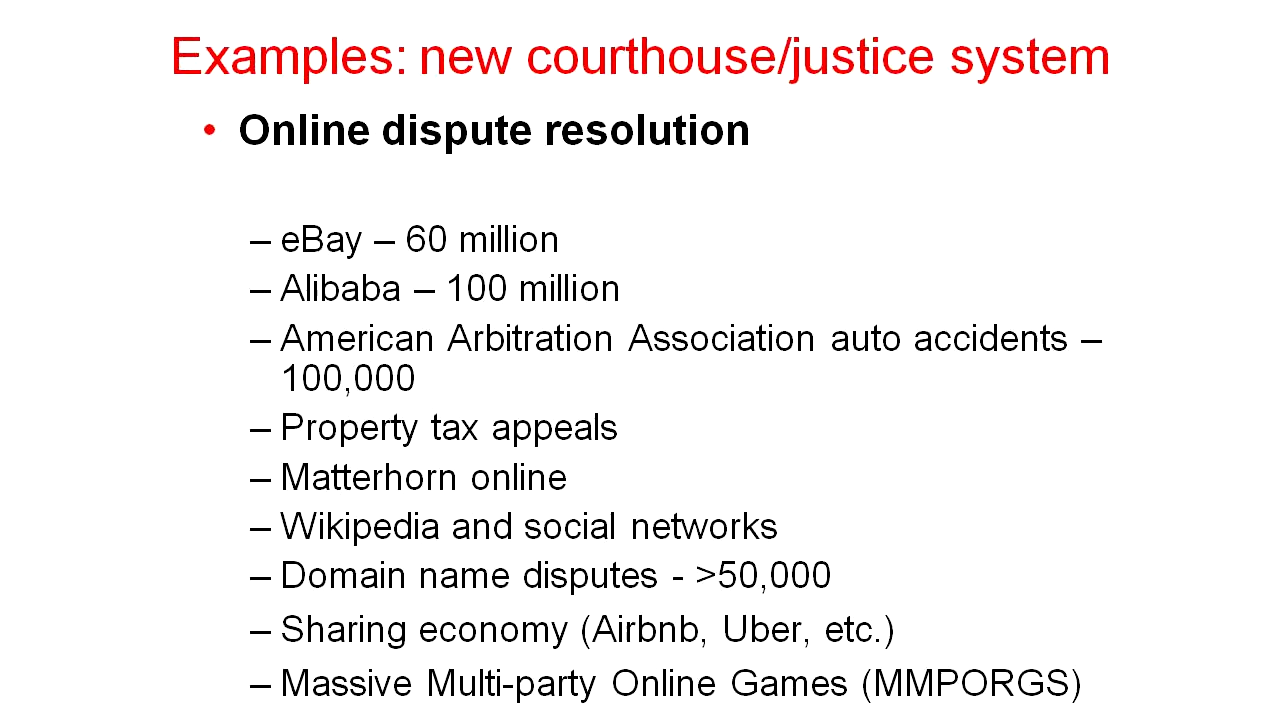 Examples: new courthouse/justice system
• Online dispute resolution
– eBay – 60 million
– Alibaba – 100 million
– American Arbitration Association auto accidents –
100,000
– Property tax appeals
– Matterhorn online
– Wikipedia and social networks
– Domain name disputes - >50,000
– Sharing economy (Airbnb, Uber, etc.)
– Massive Multi-party Online Games (MMPORGS)